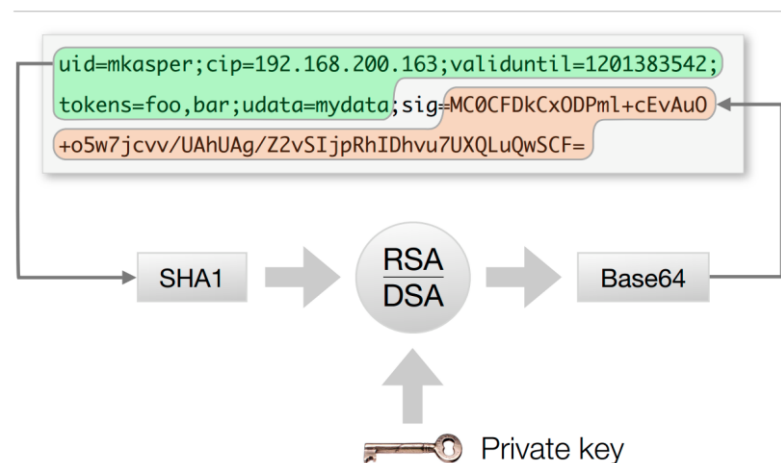 uid=mkasper;cip=192.168.200.163;validuntil=1201383542;
tokens=foo,bar;udata=mydata;sig=MC0CFDkCxODPml+cEvAuO
+o5w7jcvv/UAhUAg/Z2vSIjpRhIDhvu7UXQLuQwSCF=
SHA1
RSA
DSA
Base64
Private key